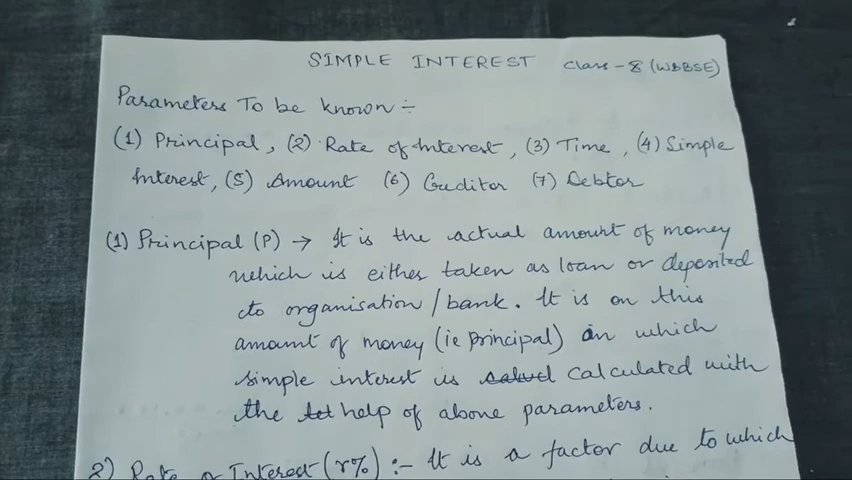 SIMPLE INTEREST Class-8 (WBBSE)
Parameters To be known :-
(1) Principal, (2) Rate of Interest, (3) Time, (4) Simple
Interest, (5) Amount (6) Creditor (7) Debtor
(1) Principal (P) → It is the actual amount of money
which is either taken as loan or deposited
to organisation/bank. It is on this
amount of money (ie principal) on which
simple interest is calculated with
the help of above parameters.
2) Rate of Interest (r%) :- It is a factor due to which